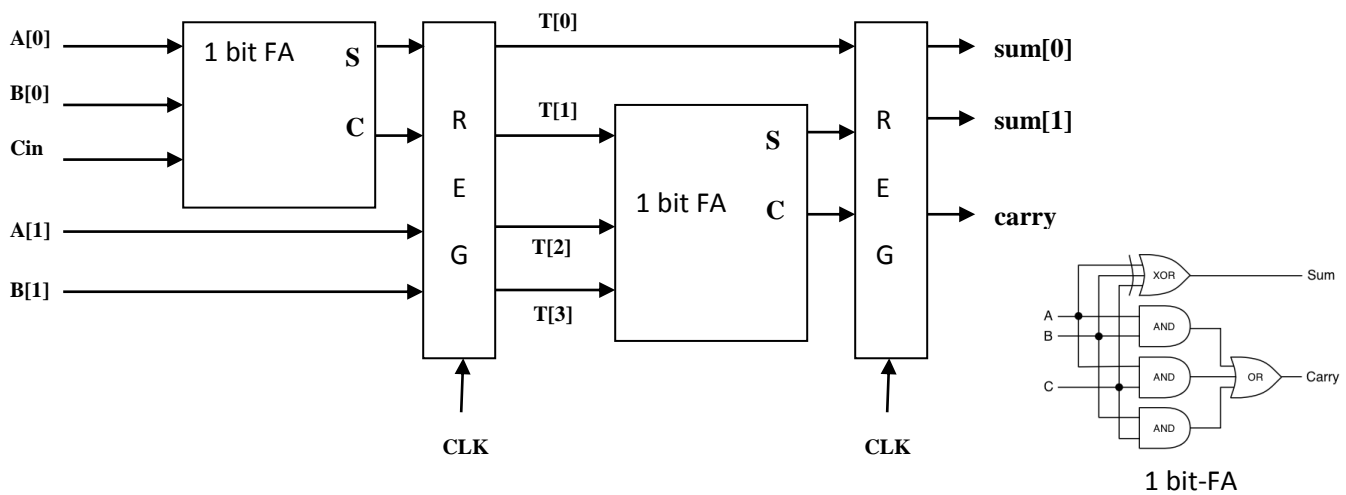 A[0]
B[0]
Cin
A[1]
B[1]
1 bit FA
S
C
R
E
G
CLK
T[0]
T[1]
T[2]
T[3]
1 bit FA
S
C
R
E
G
CLK
sum[0]
sum[1]
carry
A
B
C
XOR
AND
AND
AND
OR
Sum
Carry
1 bit-FA